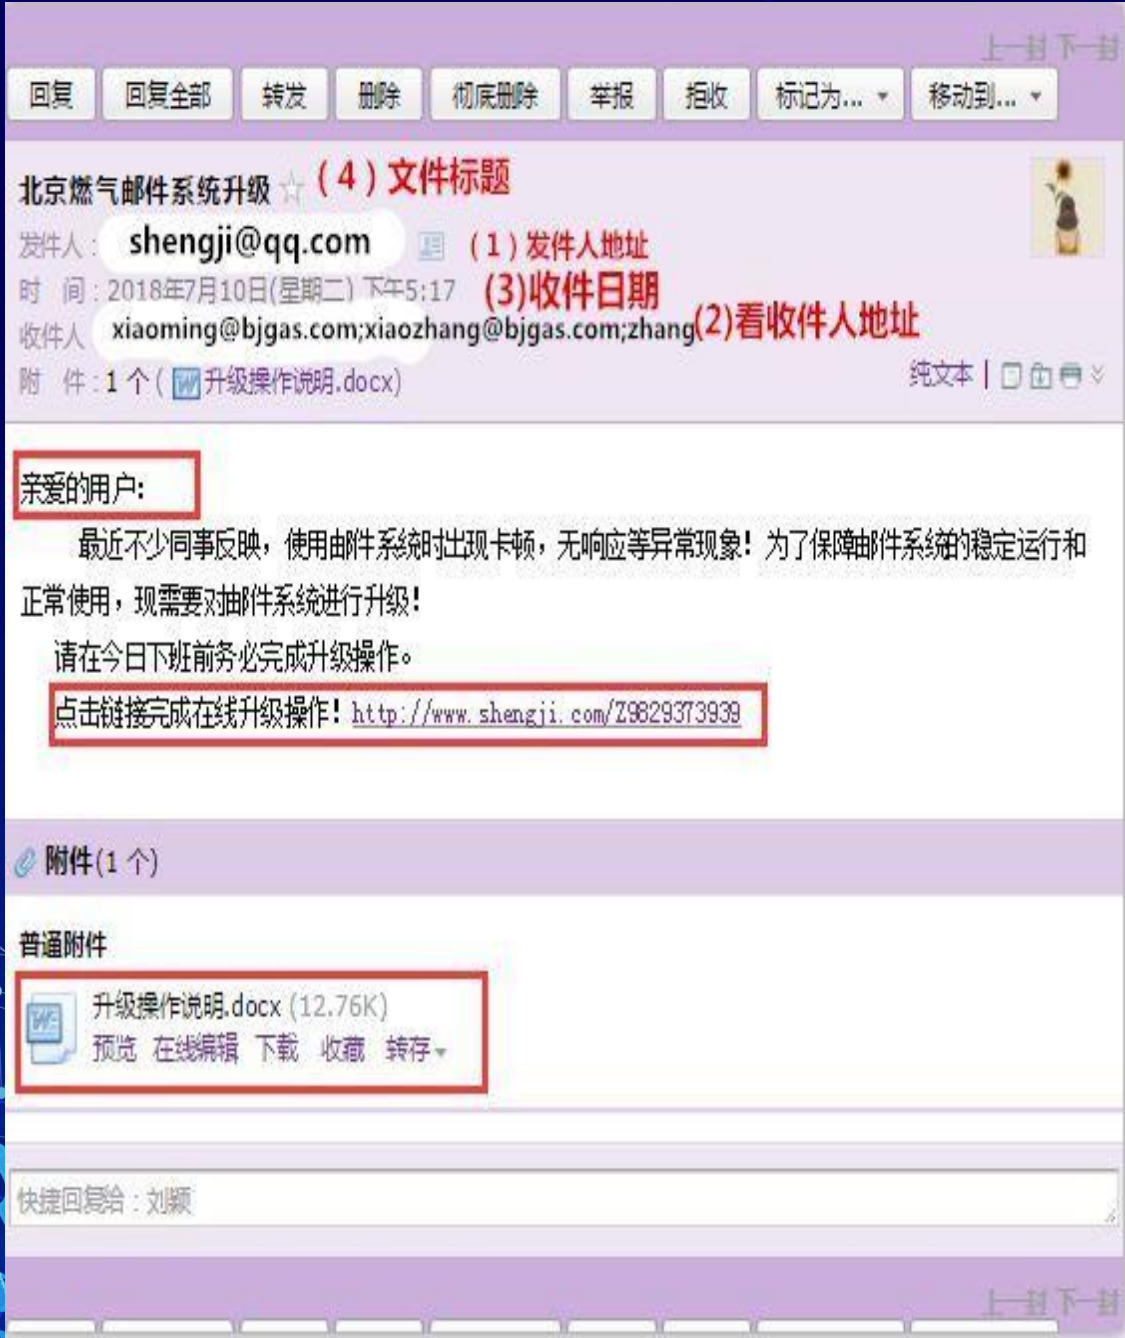 上一封 下一封
回复 回复全部 转发 删除 彻底删除 举报 拒收 标记为... 移动到...
北京燃气邮件系统升级 (4)文件标题
发件人: shengji@qq.com (1)发件人地址
时 间:2018年7月10日(星期二) 下午5:17 (3)收件日期
收件人 xiaoming@bjgas.com;xiaozhang@bjgas.com;zhang (2)看收件人地址
附 件:1 个 (升级操作说明.docx) 纯文本 |
亲爱的用户:
最近不少同事反映，使用邮件系统时出现卡顿，无响应等异常现象! 为了保障邮件系统的稳定运行和
正常使用，现需要对邮件系统进行升级!
请在今日下班前务必完成升级操作。
点击链接完成在线升级操作! http://www.shengji.com/Z9829373939
附件(1 个)
普通附件
升级操作说明.docx (12.76K)
预览 在线编辑 下载 收藏 转存
快捷回复给:刘颖
上一封 下一封